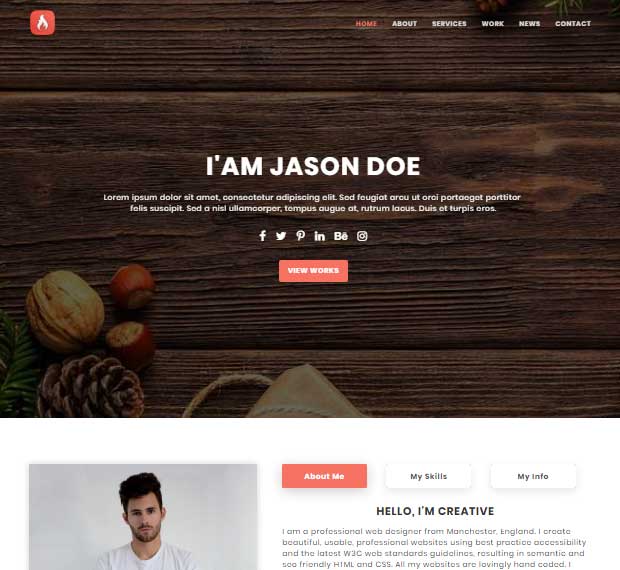 HOME ABOUT SERVICES WORK NEWS CONTACT
I'AM JASON DOE
Lorem ipsum dolor sit amet, consectetur adipiscing elit. Sed feugiat arcu ut orci portaeget porttitor
felis suscipit. Sed a nisl ullamcorper, tempus augue at, rutrum lacus. Duis et turpis eros.
Bē
VIEW WORKS
About Me My Skills My Info
HELLO, I'M CREATIVE
I am a professional web designer from Manchester, England. I create
beautiful, usable, professional websites using best practice accessibility
and the latest W3C web standards guidelines, resulting in semantic and
seo friendly HTML and CSS. All my websites are lovingly hand coded. I